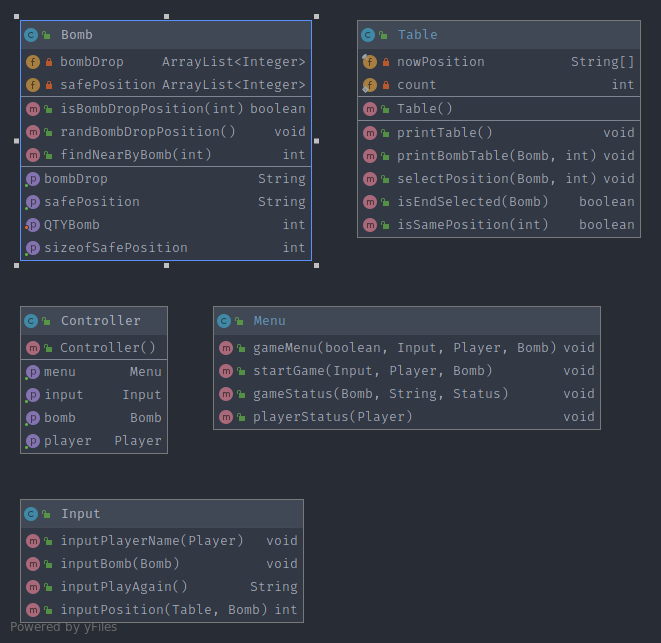 Bomb
bombDrop ArrayList<Integer>
safePosition ArrayList<Integer>
isBombDropPosition(int) boolean
randBombDropPosition() void
findNearByBomb(int) int
bombDrop String
safePosition String
QTYBomb int
sizeofSafePosition int
Table
nowPosition String[]
count int
Table()
printTable() void
printBombTable(Bomb, int) void
selectPosition(Bomb, int) void
isEndSelected(Bomb) boolean
isSamePosition(int) boolean
Controller
Controller()
menu Menu
input Input
bomb Bomb
player Player
Menu
gameMenu(boolean, Input, Player, Bomb) void
startGame(Input, Player, Bomb) void
gameStatus(Bomb, String, Status) void
playerStatus(Player) void
Input
inputPlayerName(Player) void
inputBomb(Bomb) void
inputPlayAgain() String
inputPosition(Table, Bomb) int
Powered by yFiles